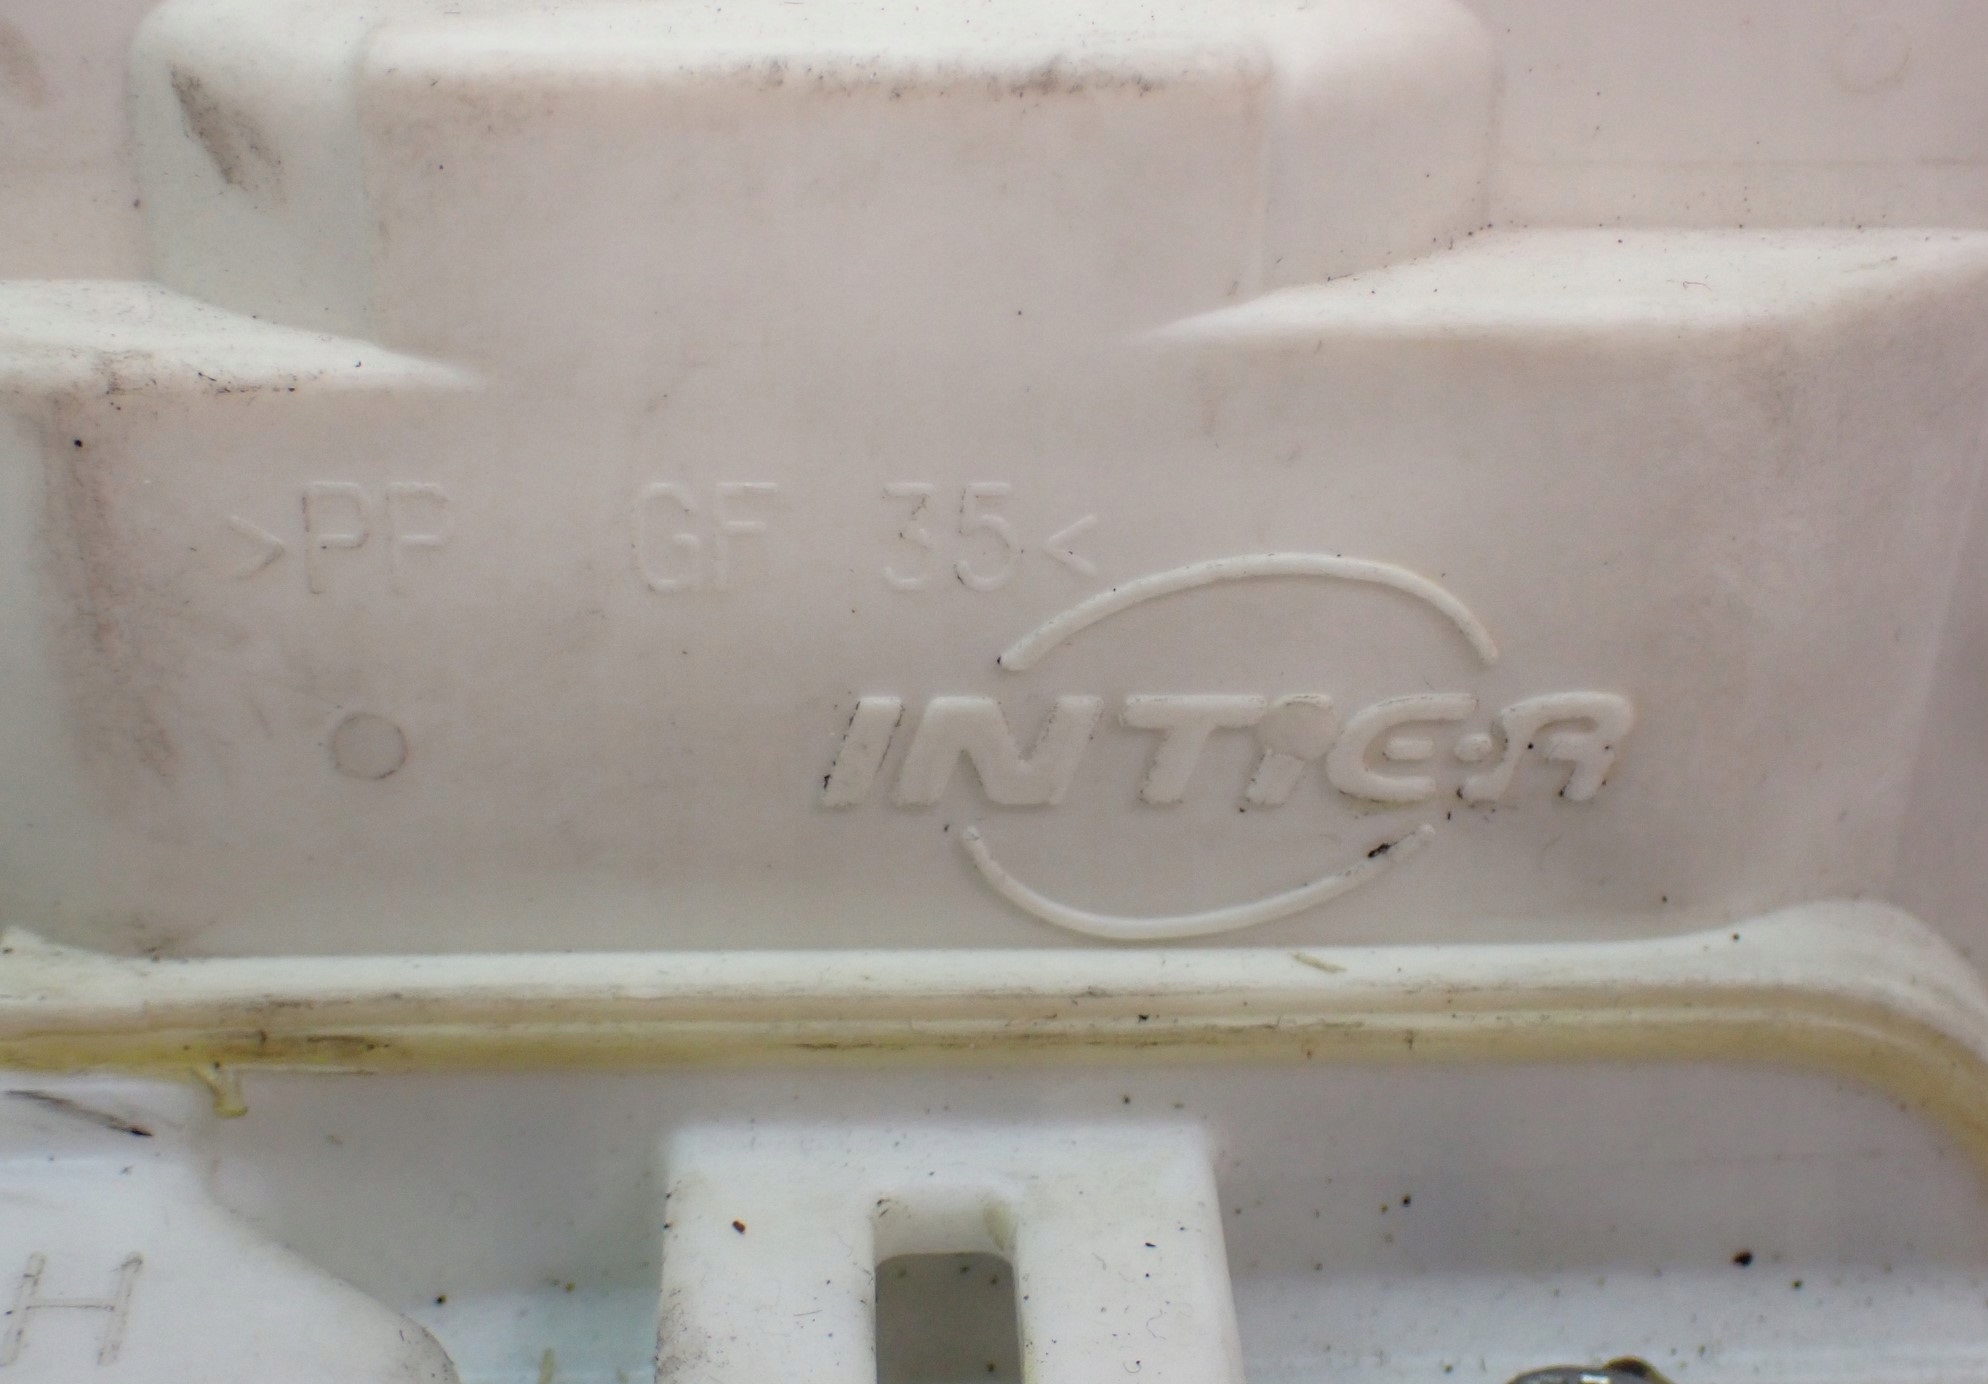 >PP GF 35<
INTIER
H